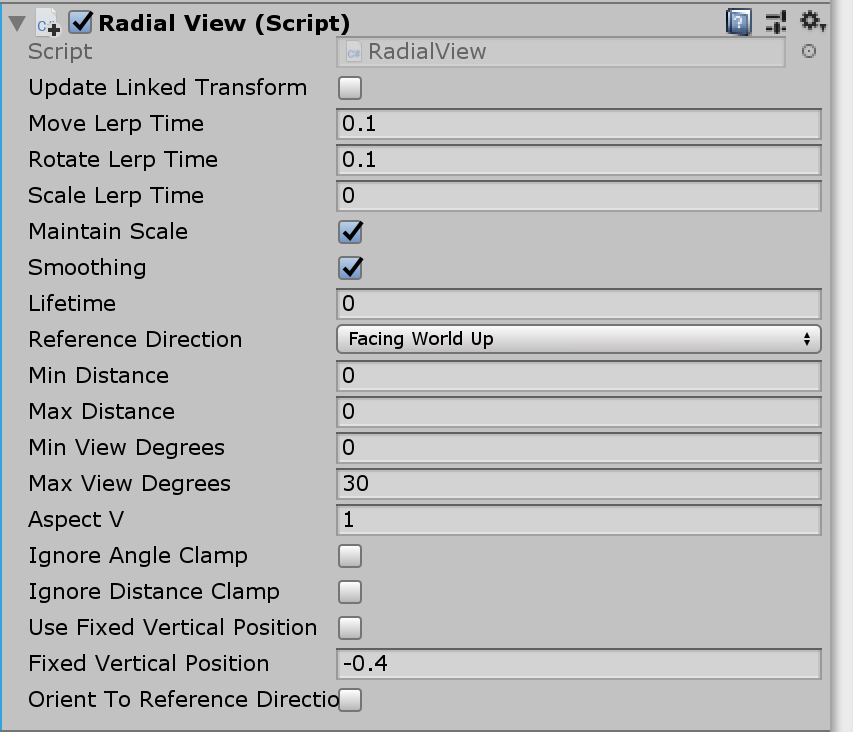 Radial View (Script)
Script RadialView
Update Linked Transform
Move Lerp Time 0.1
Rotate Lerp Time 0.1
Scale Lerp Time 0
Maintain Scale
Smoothing
Lifetime 0
Reference Direction Facing World Up
Min Distance 0
Max Distance 0
Min View Degrees 0
Max View Degrees 30
Aspect V 1
Ignore Angle Clamp
Ignore Distance Clamp
Use Fixed Vertical Position
Fixed Vertical Position -0.4
Orient To Reference Directio